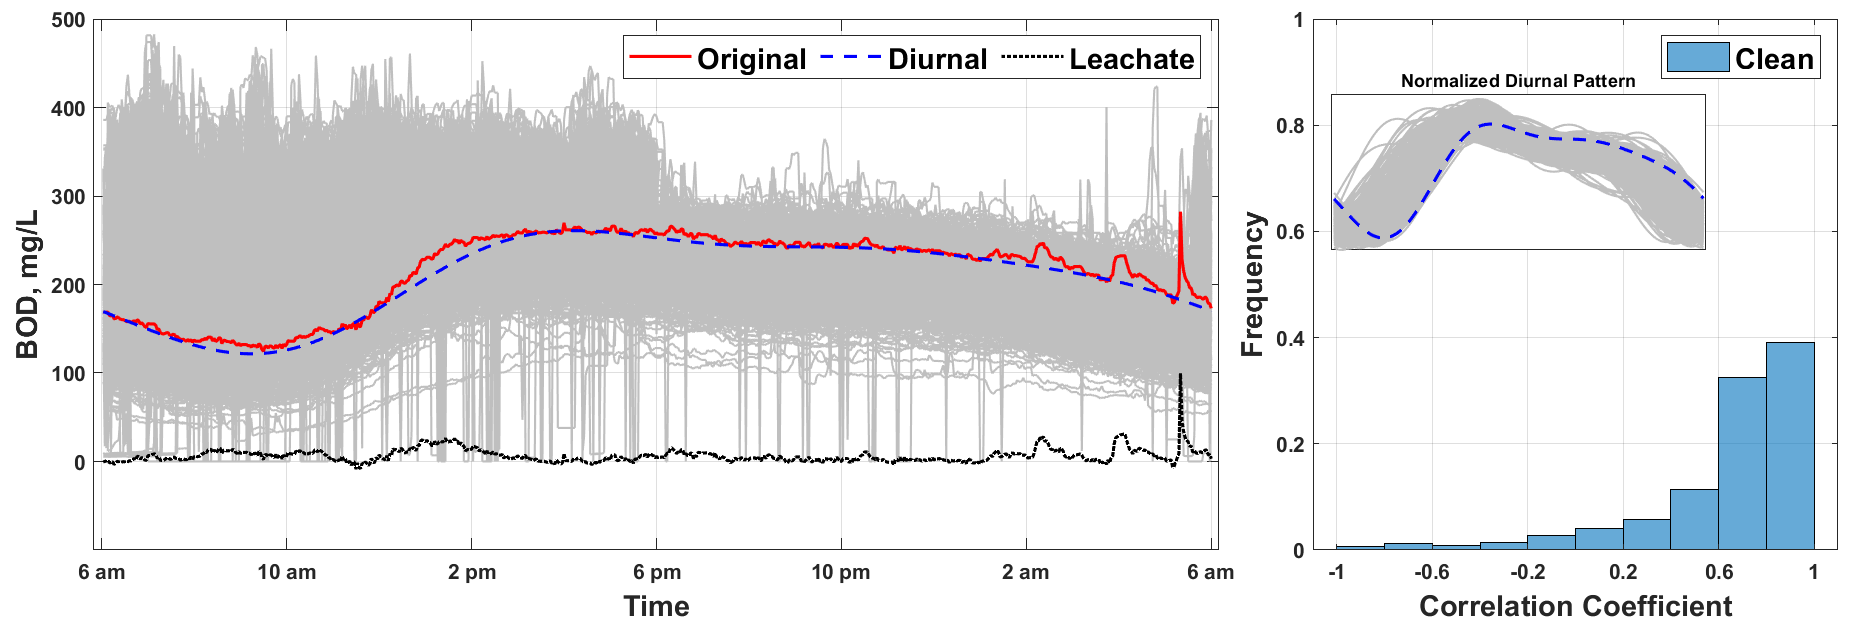 500
400
300
200
100
0
BOD, mg/L
Original Diurnal Leachate
6 am 10 am 2 pm 6 pm 10 pm 2 am 6 am
Time
1
0.8
0.6
0.4
0.2
0
Frequency
Clean
Normalized Diurnal Pattern
-1 -0.6 -0.2 0.2 0.6 1
Correlation Coefficient